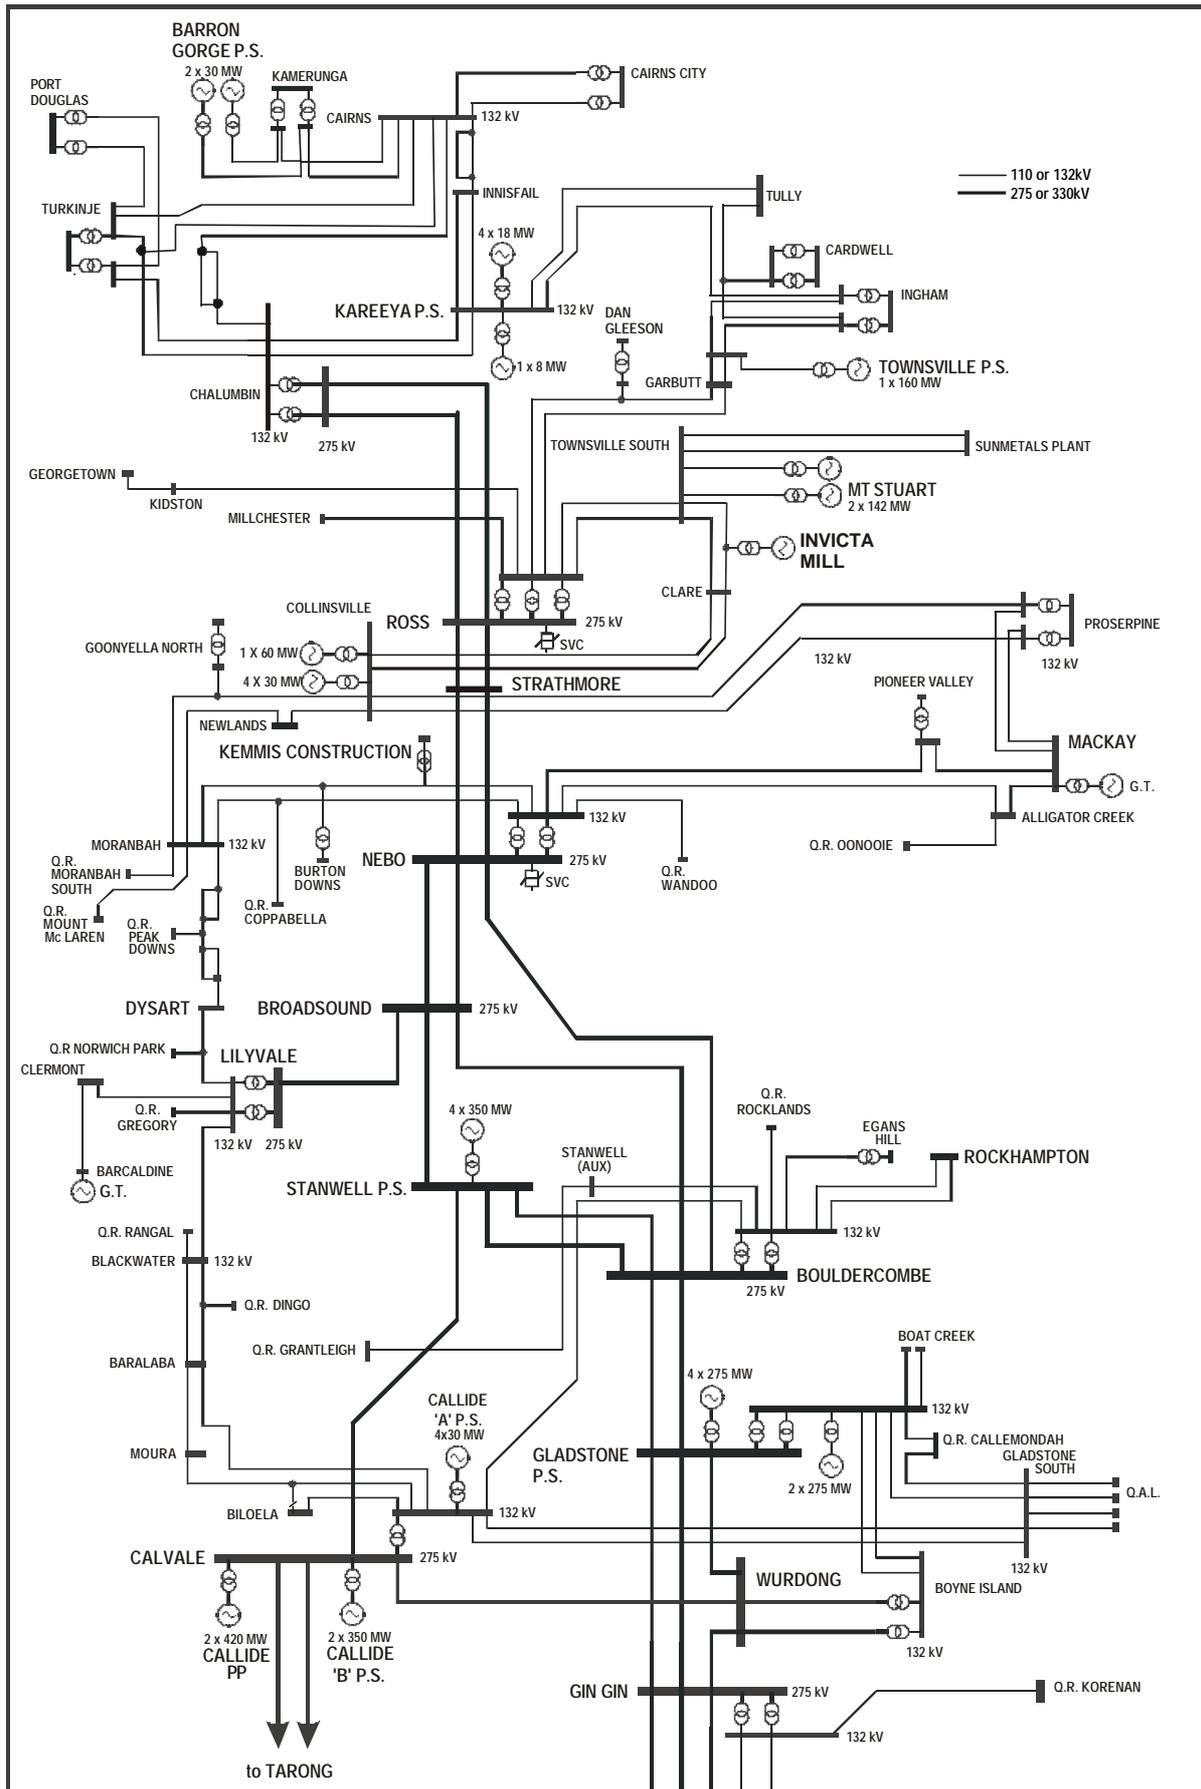 BARRON
GORGE P.S.
2 x 30 MW
KAMERUNGA
CAIRNS CITY
PORT
DOUGLAS
CAIRNS
132 kV
110 or 132kV
275 or 330kV
INNISFAIL
TULLY
TURKINJE
4 x 18 MW
CARDWELL
INGHAM
KAREEYA P.S.
132 kV
DAN
GLEESON
1 x 8 MW
TOWNSVILLE P.S.
1 x 160 MW
GARBUTT
CHALUMBIN
132 kV
275 kV
TOWNSVILLE SOUTH
SUNMETALS PLANT
GEORGETOWN
KIDSTON
MT STUART
2 x 142 MW
MILLCHESTER
INVICTA
MILL
CLARE
COLLINSVILLE
ROSS
275 kV
PROSERPINE
GOONYELLA NORTH
1 X 60 MW
SVC
132 kV
132 kV
4 X 30 MW
STRATHMORE
PIONEER VALLEY
NEWLANDS
KEMMIS CONSTRUCTION
MACKAY
G.T.
132 kV
ALLIGATOR CREEK
MORANBAH
132 kV
Q.R. OONOOIE
NEBO
275 kV
Q.R.
MORANBAH
SOUTH
BURTON
DOWNS
SVC
Q.R.
WANDOO
Q.R.
COPPABELLA
Q.R.
MOUNT
Mc LAREN
Q.R.
PEAK
DOWNS
DYSART
BROADSOUND
275 kV
Q.R NORWICH PARK
LILYVALE
CLERMONT
Q.R.
GREGORY
132 kV
275 kV
4 x 350 MW
Q.R.
ROCKLANDS
EGANS
HILL
STANWELL
(AUX)
ROCKHAMPTON
BARCALDINE
G.T.
STANWELL P.S.
Q.R. RANGAL
132 kV
BLACKWATER
132 kV
BOULDERCOMBE
275 kV
Q.R. DINGO
Q.R. GRANTLEIGH
BOAT CREEK
BARALABA
4 x 275 MW
CALLIDE
'A' P.S.
4x30 MW
132 kV
MOURA
GLADSTONE
P.S.
Q.R. CALLEMONDAH
GLADSTONE
SOUTH
2 x 275 MW
Q.A.L.
BILOELA
132 kV
CALVALE
275 kV
132 kV
WURDONG
BOYNE ISLAND
2 x 420 MW
CALLIDE
PP
2 x 350 MW
CALLIDE
'B' P.S.
132 kV
GIN GIN
275 kV
Q.R. KORENAN
132 kV
to TARONG